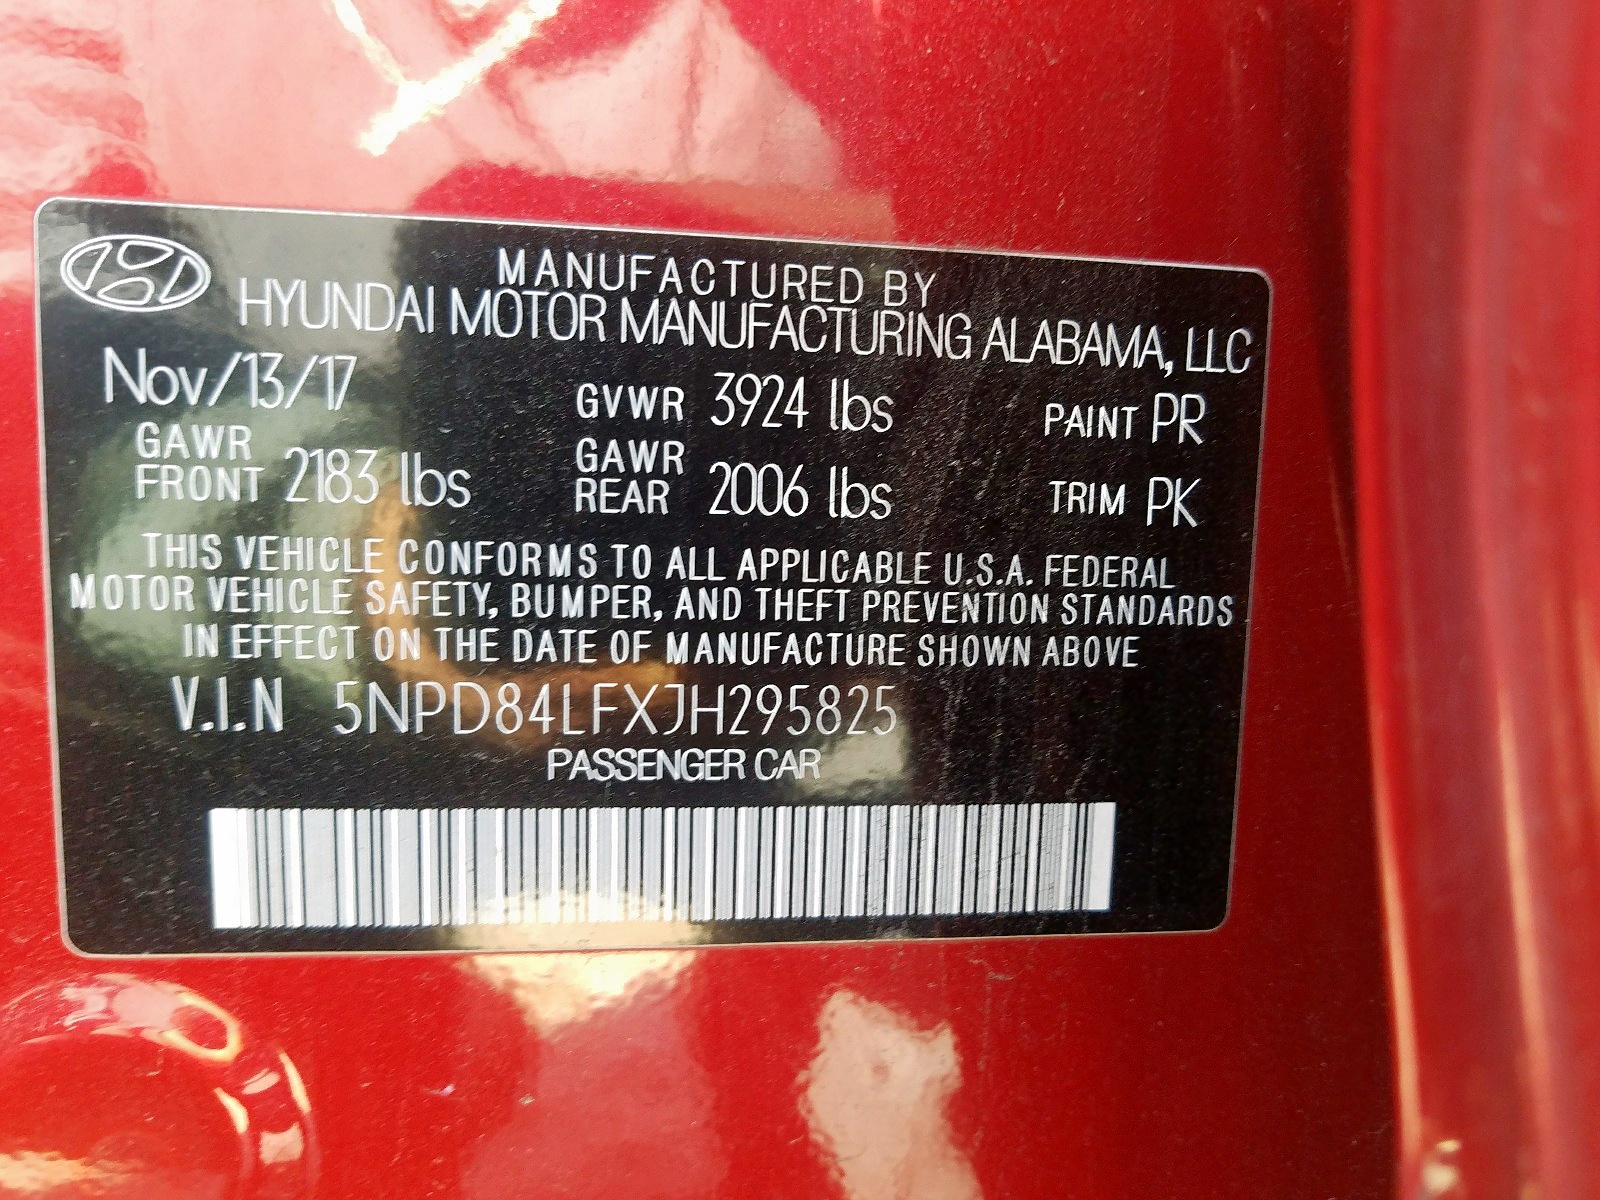 MANUFACTURED BY
HYUNDAI MOTOR MANUFACTURING ALABAMA, LLC
Nov/13/17 GVWR 3924 lbs PAINT PR
GAWR FRONT 2183 lbs GAWR REAR 2006 lbs TRIM PK
THIS VEHICLE CONFORMS TO ALL APPLICABLE U.S.A. FEDERAL
MOTOR VEHICLE SAFETY, BUMPER, AND THEFT PREVENTION STANDARDS
IN EFFECT ON THE DATE OF MANUFACTURE SHOWN ABOVE
V.I.N 5NPD84LFXJH295825
PASSENGER CAR